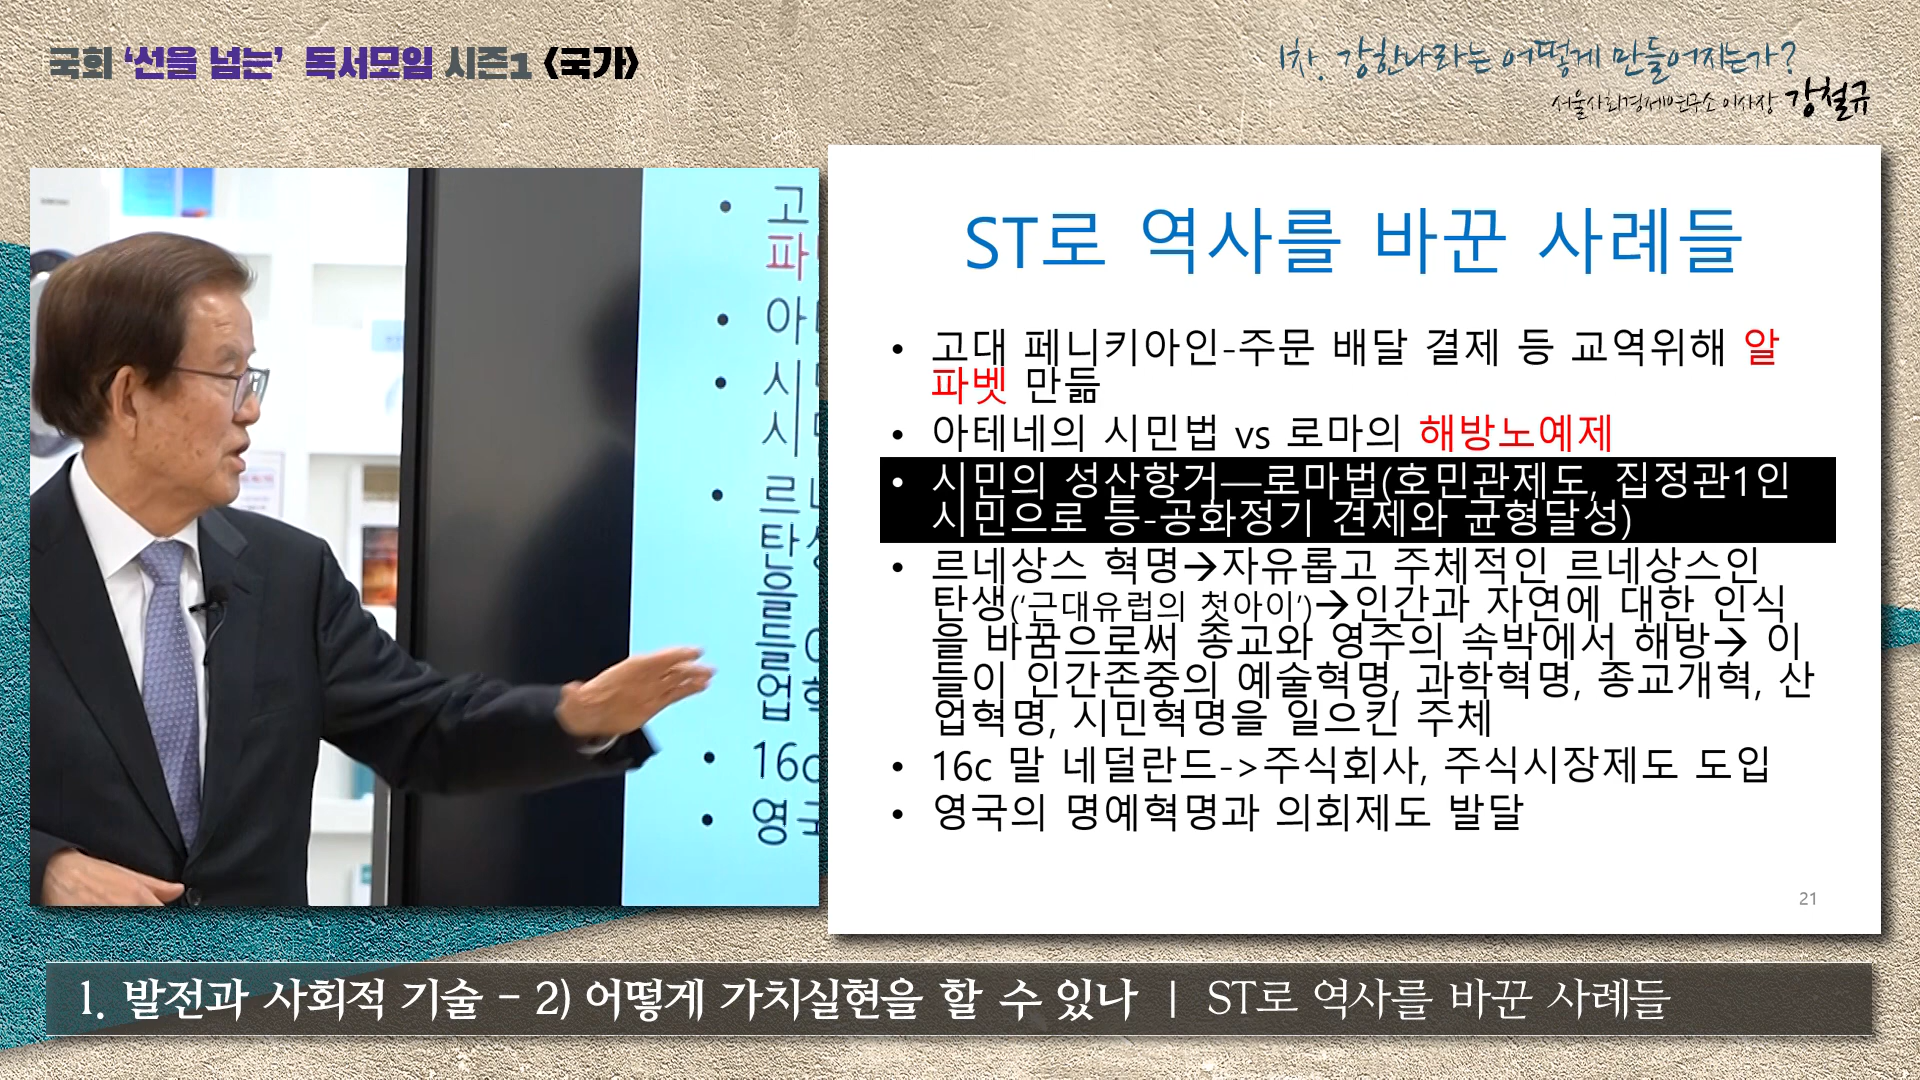 국회 ‘선을 넘는’ 독서모임 시즌1 〈국가〉
1차. 강한나라는 어떻게 만들어지는가?
서울사회경제연구소 이사장 강철규
고
파
아
시
시
르
탄
을
들
업
16c
영
ST로 역사를 바꾼 사례들
• 고대 페니키아인-주문 배달 결제 등 교역위해 알
파벳 만듦
• 아테네의 시민법 vs 로마의 해방노예제
• 시민의 성산항거—로마법(호민관제도, 집정관1인
시민으로 등-공화정기 견제와 균형달성)
• 르네상스 혁명→자유롭고 주체적인 르네상스인
탄생(‘근대유럽의 첫아이’)→인간과 자연에 대한 인식
을 바꿈으로써 종교와 영주의 속박에서 해방→ 이
들이 인간존중의 예술혁명, 과학혁명, 종교개혁, 산
업혁명, 시민혁명을 일으킨 주체
• 16c 말 네덜란드->주식회사, 주식시장제도 도입
• 영국의 명예혁명과 의회제도 발달
21
1. 발전과 사회적 기술 - 2) 어떻게 가치실현을 할 수 있나 | ST로 역사를 바꾼 사례들